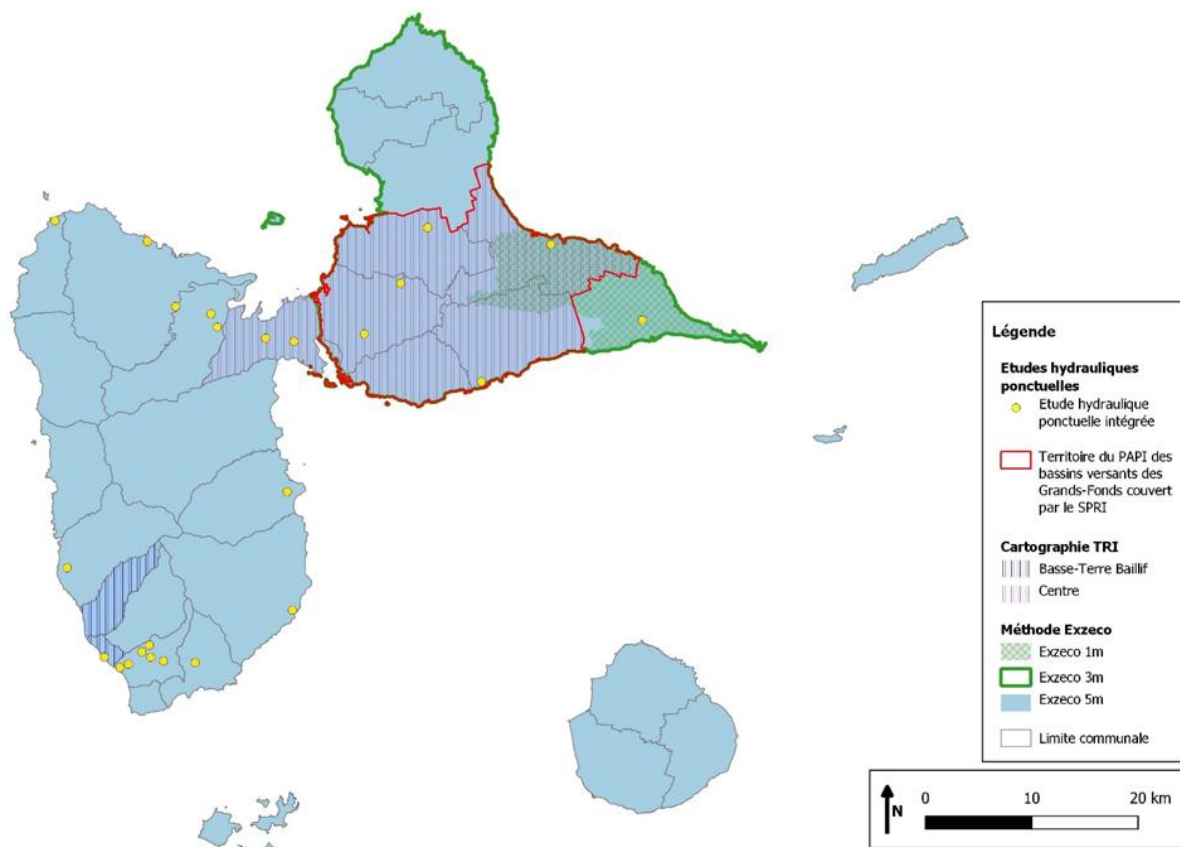 Légende
Etudes hydrauliques
ponctuelles
Etude hydraulique
ponctuelle intégrée
Territoire du PAPI des
bassins versants des
Grands-Fonds couvert
par le SPRI
Cartographie TRI
Basse-Terre Baillif
Centre
Méthode Exzeco
Exzeco 1m
Exzeco 3m
Exzeco 5m
Limite communale
N
0 10 20 km